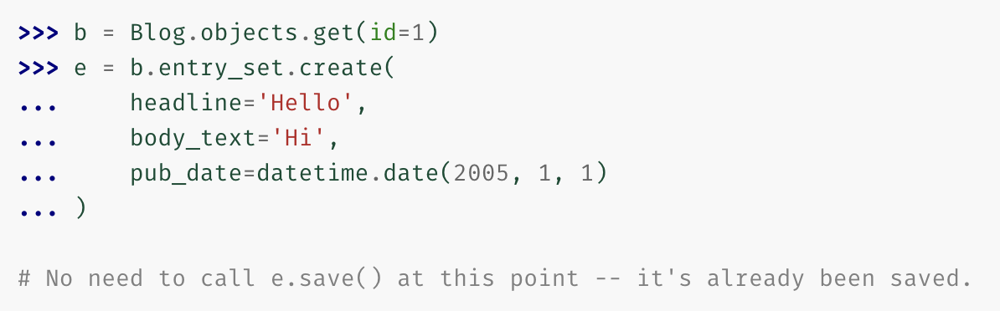 >>> b = Blog.objects.get(id=1)
>>> e = b.entry_set.create(
...     headline='Hello',
...     body_text='Hi',
...     pub_date=datetime.date(2005, 1, 1)
... )
# No need to call e.save() at this point -- it's already been saved.